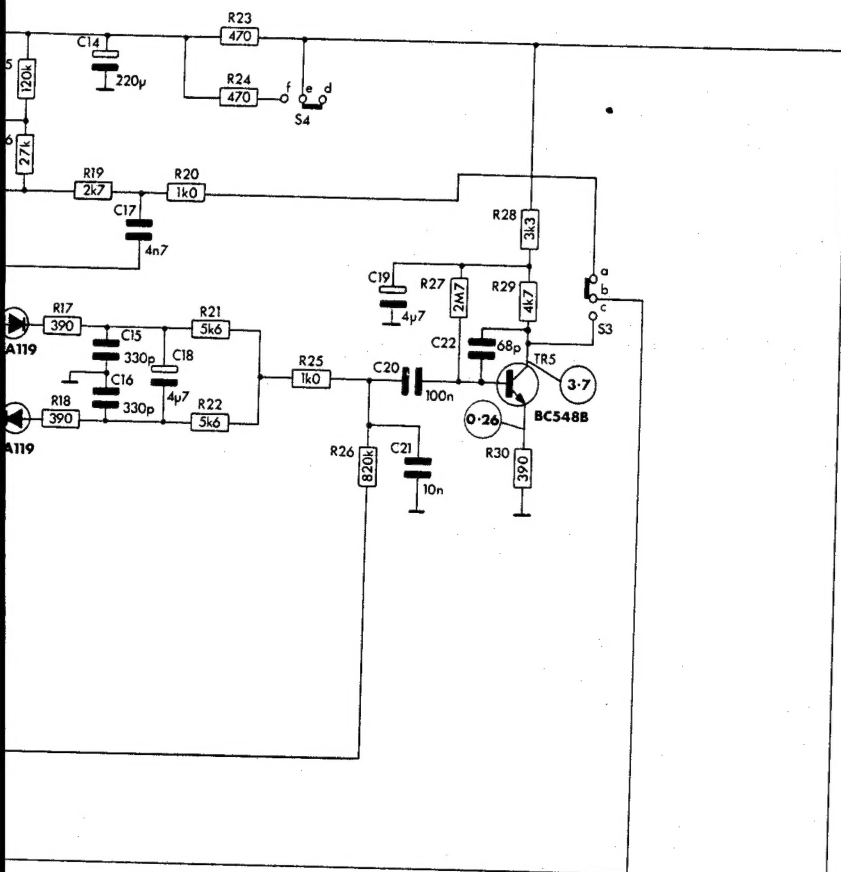 R23
470
C14
220µ
R24
470
f
e
d
S4
5
120k
6
27k
R19
2k7
R20
1k0
C17
4n7
R28
3k3
C19
4µ7
R27
2M7
R29
4k7
a
b
c
S3
R17
390
A119
C15
330p
C16
330p
C18
4µ7
R21
5k6
R22
5k6
R18
390
A119
R25
1k0
C20
100n
C22
68p
TR5
3·7
BC548B
0·26
R30
390
R26
820k
C21
10n